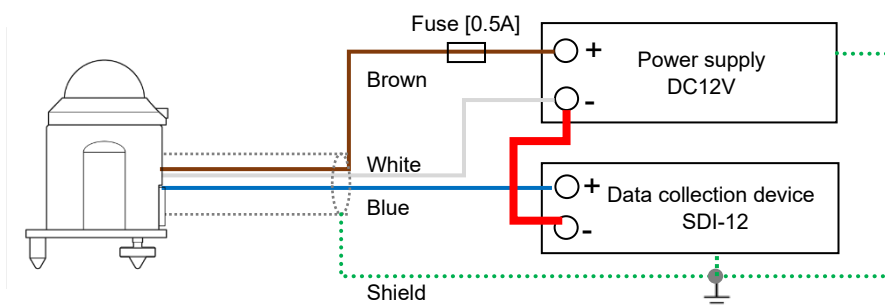 Fuse [0.5A]
+
Power supply
DC12V
-
Brown
White
Blue
+
Data collection device
SDI-12
-
Shield